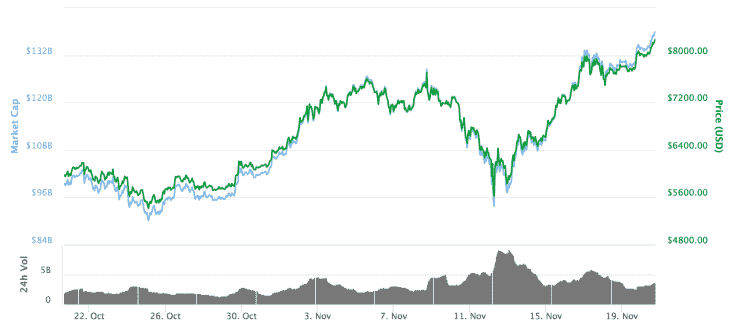 Market Cap
$132B
$120B
$108B
$96B
$84B
$8000.00
$7200.00
$6400.00
$5600.00
$4800.00
Price (USD)
24h Vol
5B
0
22. Oct 26. Oct 30. Oct 3. Nov 7. Nov 11. Nov 15. Nov 19. Nov